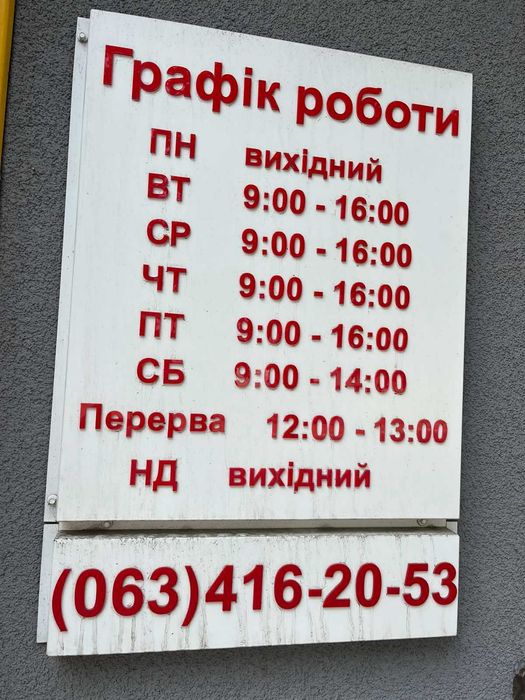 Графік роботи
ПН вихідний
ВТ 9:00 - 16:00
СР 9:00 - 16:00
ЧТ 9:00 - 16:00
ПТ 9:00 - 16:00
СБ 9:00 - 14:00
Перерва 12:00 - 13:00
НД вихідний
(063)416-20-53